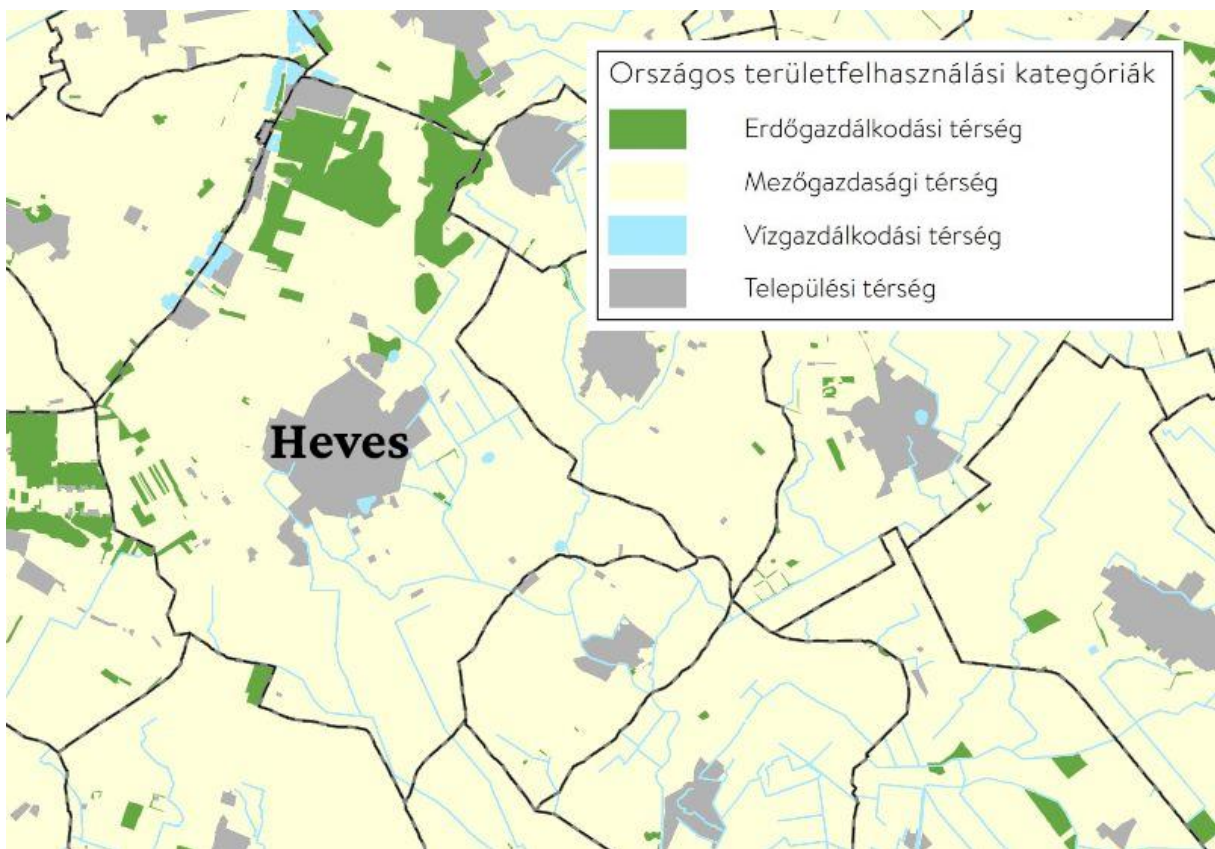 Országos területfelhasználási kategóriák
Erdőgazdálkodási térség
Mezőgazdasági térség
Vízgazdálkodási térség
Települési térség
Heves